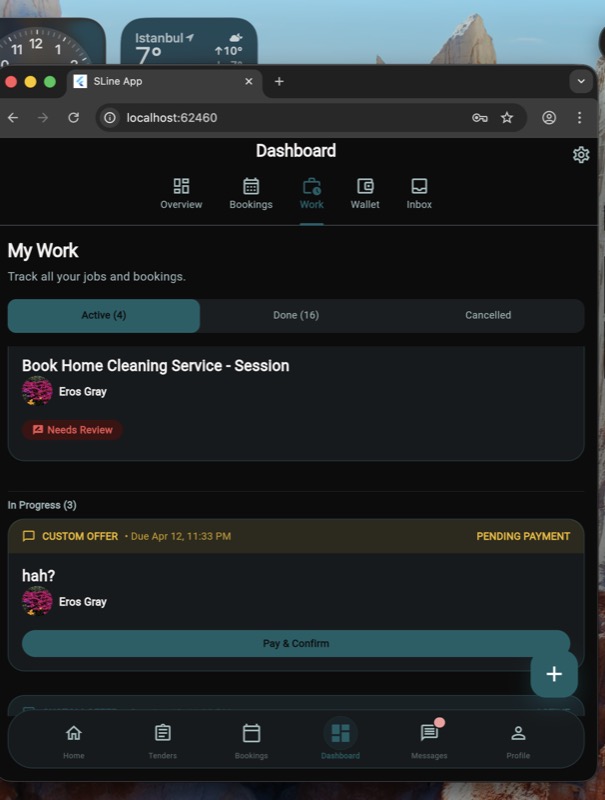 11 12 1
Istanbul
7°
↑10°
SLine App
localhost:62460
Dashboard
Overview
Bookings
Work
Wallet
Inbox
My Work
Track all your jobs and bookings.
Active (4)
Done (16)
Cancelled
Book Home Cleaning Service - Session
Eros Gray
Needs Review
In Progress (3)
CUSTOM OFFER • Due Apr 12, 11:33 PM
PENDING PAYMENT
hah?
Eros Gray
Pay & Confirm
Home
Tenders
Bookings
Dashboard
Messages
Profile